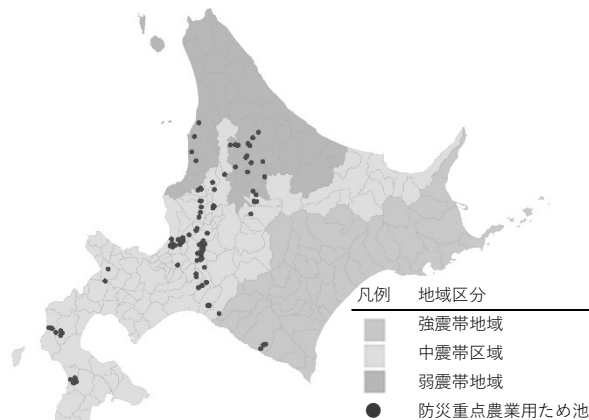 凡例 地域区分
強震帯地域
中震帯区域
弱震帯地域
防災重点農業用ため池